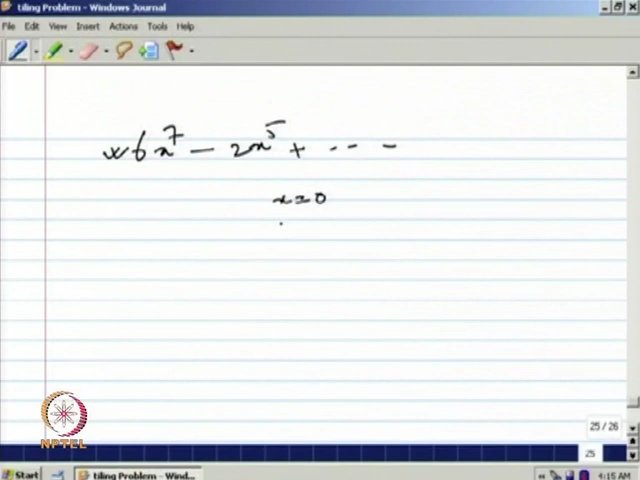 tiling Problem - Windows Journal
File Edit View Insert Actions Tools Help
6x⁷ - 2x⁵ + ---
x=0
25 / 26
25
NPTEL
Start
tiling Problem - Wind...
4:15 AM